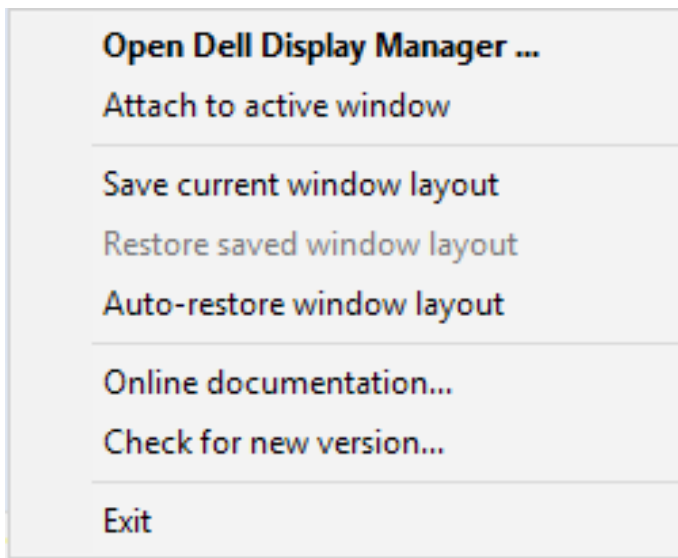 Open Dell Display Manager ...
Attach to active window
Save current window layout
Restore saved window layout
Auto-restore window layout
Online documentation...
Check for new version...
Exit